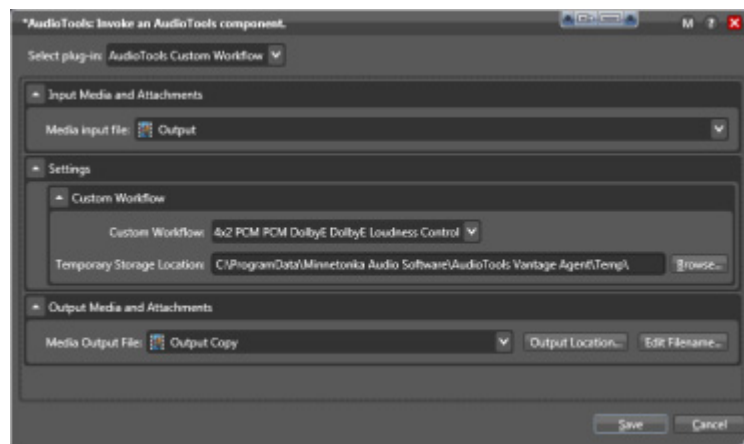 *AudioTools: Invoke an AudioTools component. M ? X
Select plug-in: AudioTools Custom Workflow
Input Media and Attachments
Media input file: Output
Settings
Custom Workflow
Custom Workflow: 4x2 PCM PCM DolbyE DolbyE Loudness Control
Temporary Storage Location: C:\ProgramData\Minnetonka Audio Software\AudioTools Vantage Agent\Temp\ Browse...
Output Media and Attachments
Media Output File: Output Copy Output Location... Edit Filename...
Save Cancel